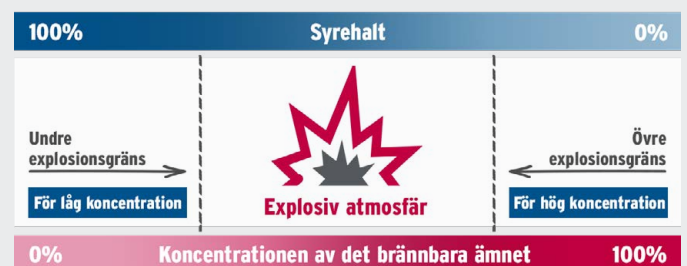 100% Syrehalt 0%
Undre
explosionsgräns
För låg koncentration
Explosiv atmosfär
Övre
explosionsgräns
För hög koncentration
0% Koncentrationen av det brännbara ämnet 100%